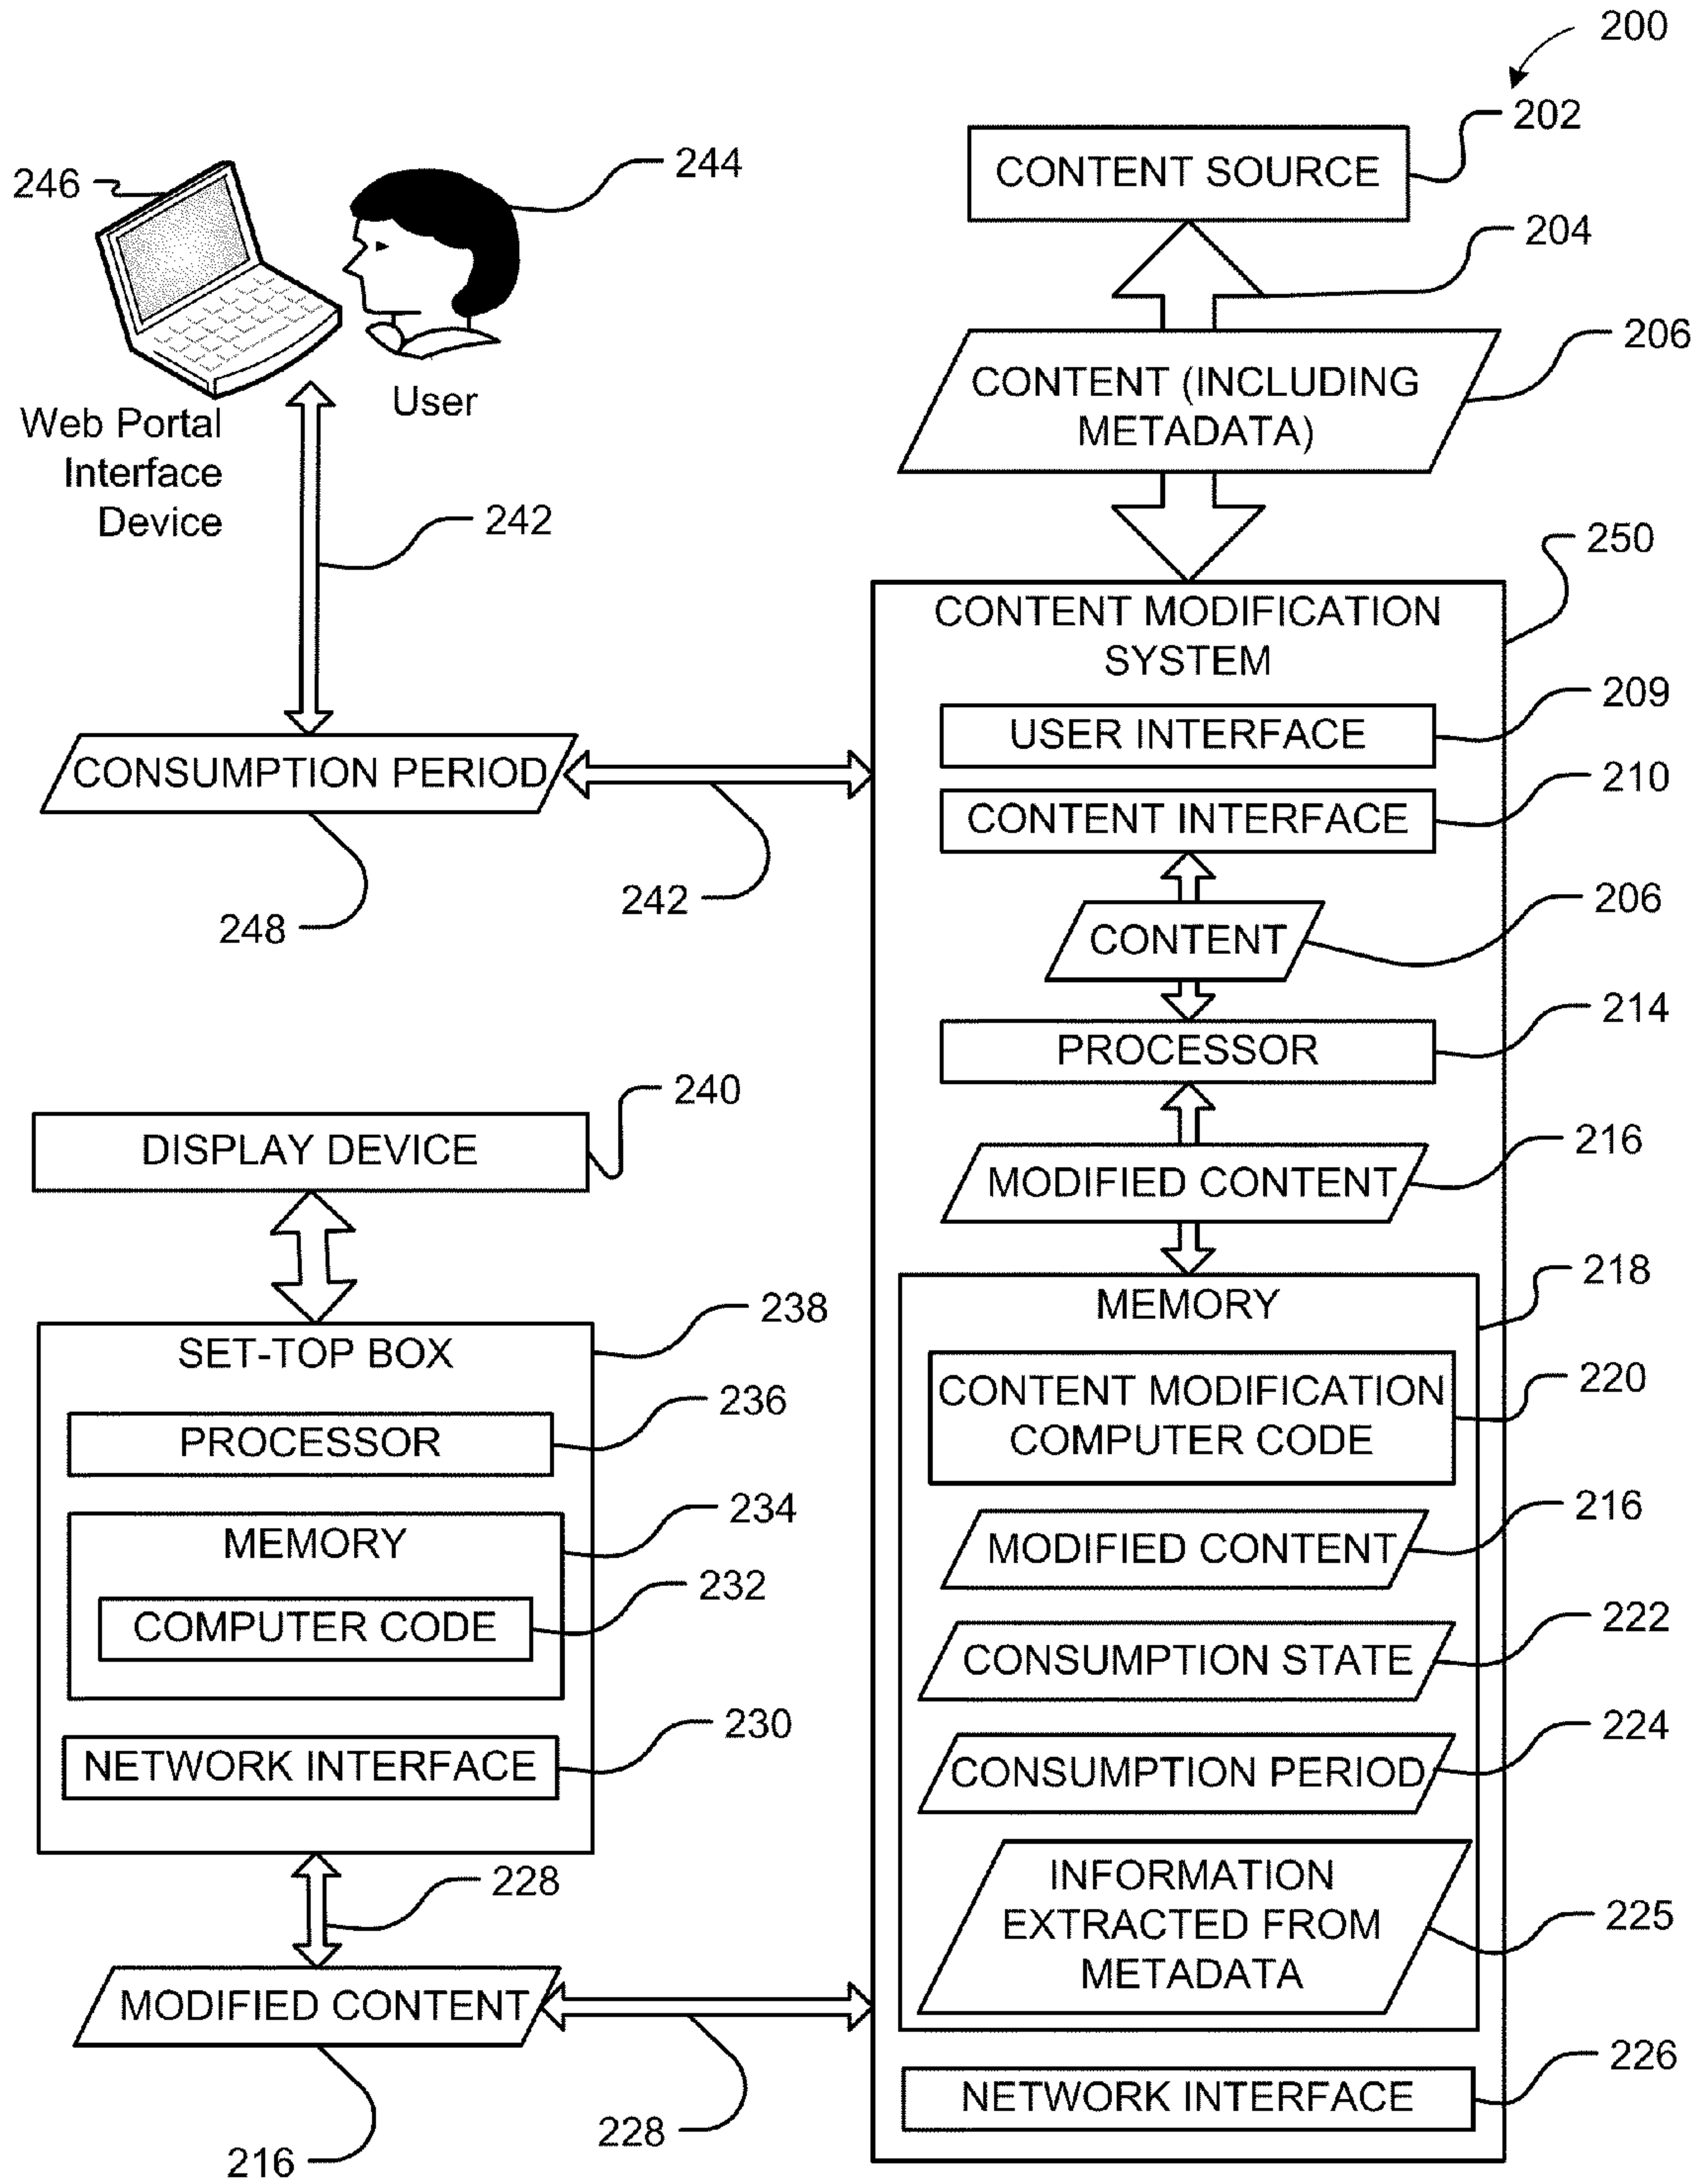 200
202
CONTENT SOURCE
204
206
CONTENT (INCLUDING
METADATA)
246
244
User
Web Portal
Interface
Device
242
CONSUMPTION PERIOD
248
242
250
CONTENT MODIFICATION
SYSTEM
209
USER INTERFACE
210
CONTENT INTERFACE
206
CONTENT
214
PROCESSOR
216
MODIFIED CONTENT
218
MEMORY
220
CONTENT MODIFICATION
COMPUTER CODE
216
MODIFIED CONTENT
222
CONSUMPTION STATE
224
CONSUMPTION PERIOD
225
INFORMATION
EXTRACTED FROM
METADATA
226
NETWORK INTERFACE
240
DISPLAY DEVICE
238
SET-TOP BOX
236
PROCESSOR
234
MEMORY
232
COMPUTER CODE
230
NETWORK INTERFACE
228
MODIFIED CONTENT
216
228